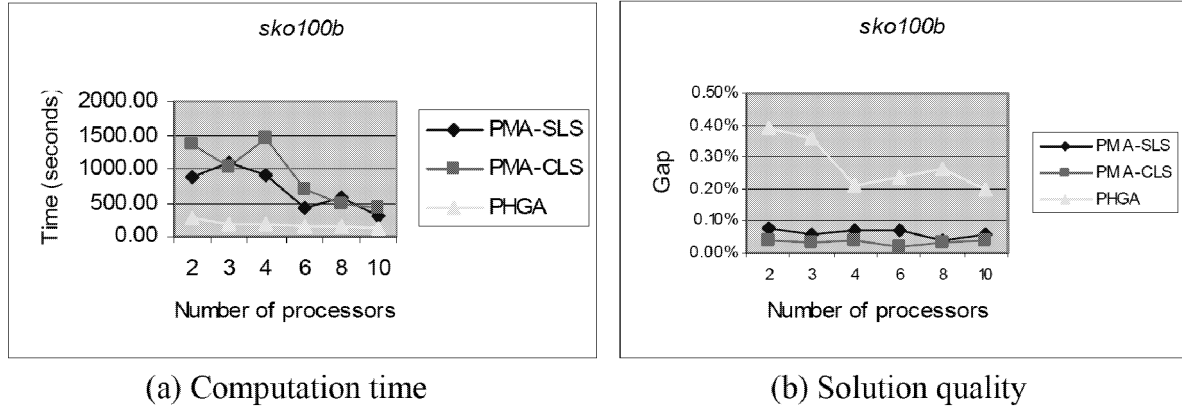 sko100b
2000.00
1500.00
1000.00
500.00
0.00
Time (seconds)
2 3 4 6 8 10
Number of processors
PMA-SLS
PMA-CLS
PHGA
(a) Computation time
sko100b
0.50%
0.40%
0.30%
0.20%
0.10%
0.00%
Gap
2 3 4 6 8 10
Number of processors
PMA-SLS
PMA-CLS
PHGA
(b) Solution quality